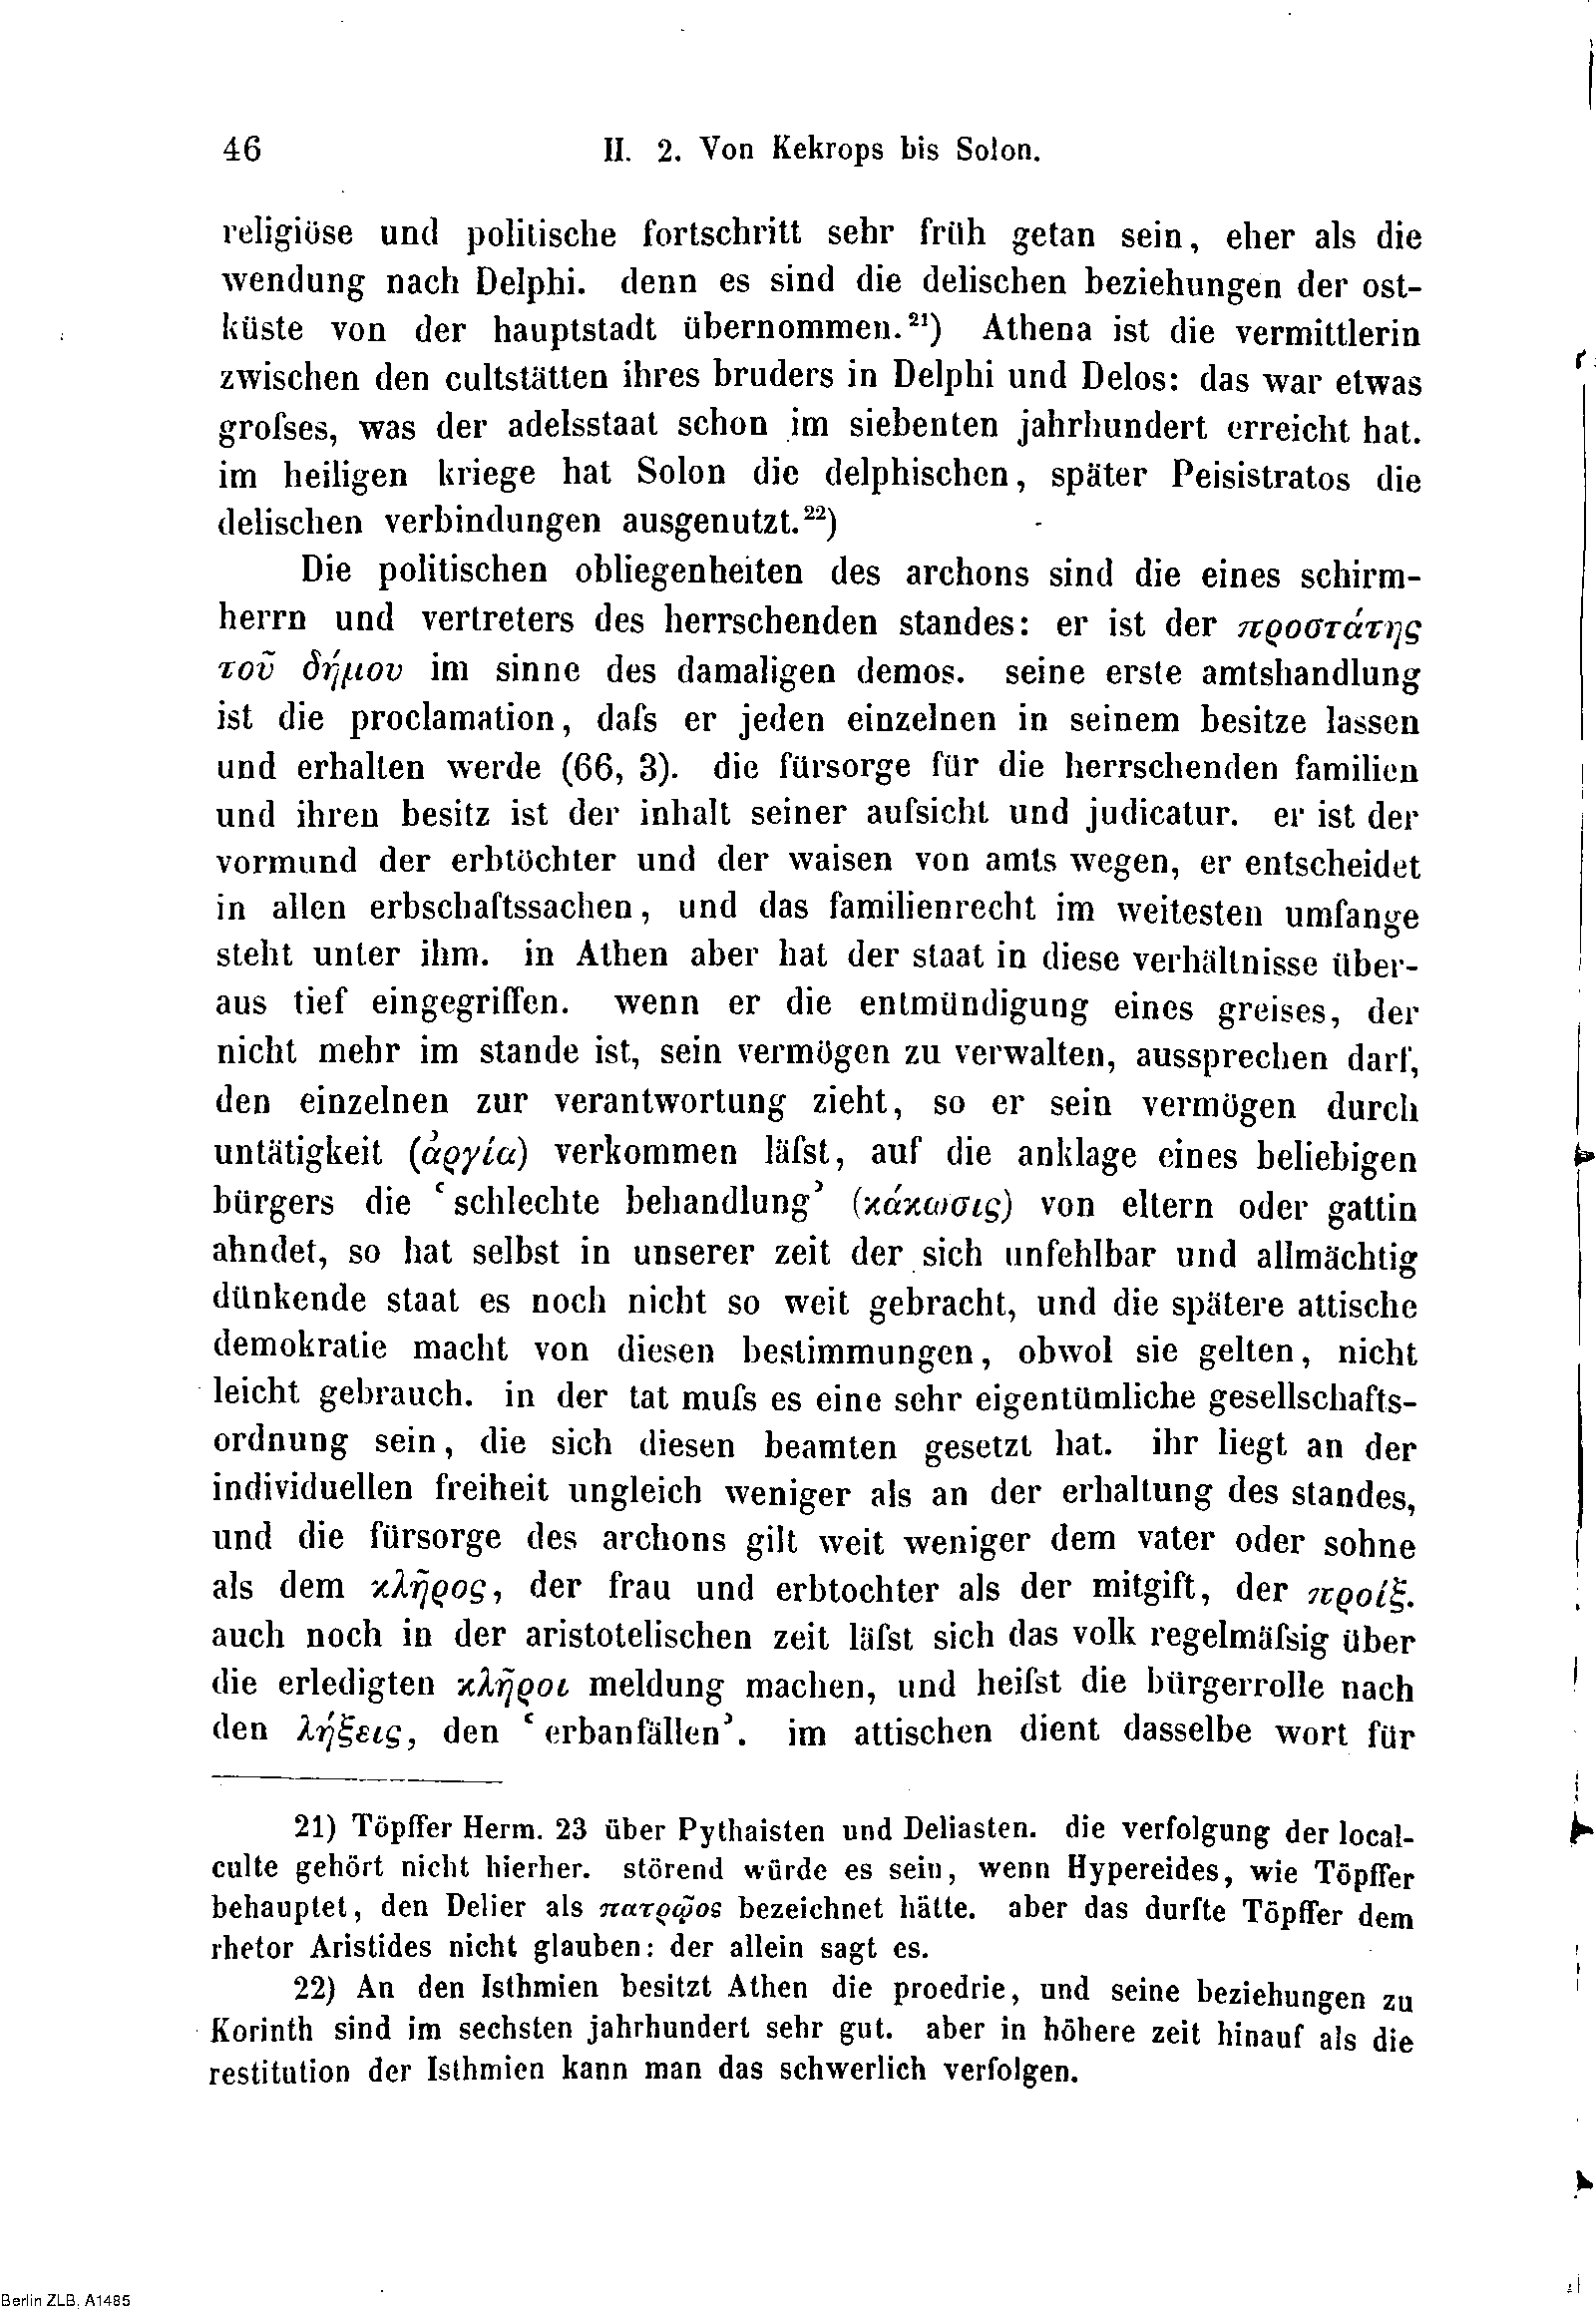 46 II. 2. Von Kekrops bis Solon.
religiöse und politische fortschritt sehr früh getan sein, eher als die
wendung nach Delphi. denn es sind die delischen beziehungen der ost-
küste von der hauptstadt übernommen.²¹) Athena ist die vermittlerin
zwischen den cultstätten ihres bruders in Delphi und Delos: das war etwas
groſses, was der adelsstaat schon im siebenten jahrhundert erreicht hat.
im heiligen kriege hat Solon die delphischen, später Peisistratos die
delischen verbindungen ausgenutzt.²²)
Die politischen obliegenheiten des archons sind die eines schirm-
herrn und vertreters des herrschenden standes: er ist der προστάτης
τοῦ δήμου im sinne des damaligen demos. seine erste amtshandlung
ist die proclamation, daſs er jeden einzelnen in seinem besitze lassen
und erhalten werde (66, 3). die fürsorge für die herrschenden familien
und ihren besitz ist der inhalt seiner aufsicht und judicatur. er ist der
vormund der erbtöchter und der waisen von amts wegen, er entscheidet
in allen erbschaftssachen, und das familienrecht im weitesten umfange
steht unter ihm. in Athen aber hat der staat in diese verhältnisse über-
aus tief eingegriffen. wenn er die entmündigung eines greises, der
nicht mehr im stande ist, sein vermögen zu verwalten, aussprechen darf,
den einzelnen zur verantwortung zieht, so er sein vermögen durch
untätigkeit (ἀργία) verkommen läſst, auf die anklage eines beliebigen
bürgers die ‘schlechte behandlung’ (κάκωσις) von eltern oder gattin
ahndet, so hat selbst in unserer zeit der sich unfehlbar und allmächtig
dünkende staat es noch nicht so weit gebracht, und die spätere attische
demokratie macht von diesen bestimmungen, obwol sie gelten, nicht
leicht gebrauch. in der tat muſs es eine sehr eigentümliche gesellschafts-
ordnung sein, die sich diesen beamten gesetzt hat. ihr liegt an der
individuellen freiheit ungleich weniger als an der erhaltung des standes,
und die fürsorge des archons gilt weit weniger dem vater oder sohne
als dem κλῆρος, der frau und erbtochter als der mitgift, der προίξ.
auch noch in der aristotelischen zeit läſst sich das volk regelmäſsig über
die erledigten κλῆροι meldung machen, und heiſst die bürgerrolle nach
den λήξεις, den ‘erbanfällen’. im attischen dient dasselbe wort für
21) Töpffer Herm. 23 über Pythaisten und Deliasten. die verfolgung der local-
culte gehört nicht hierher. störend würde es sein, wenn Hypereides, wie Töpffer
behauptet, den Delier als πατρῷος bezeichnet hätte. aber das durfte Töpffer dem
rhetor Aristides nicht glauben: der allein sagt es.
22) An den Isthmien besitzt Athen die proedrie, und seine beziehungen zu
Korinth sind im sechsten jahrhundert sehr gut. aber in höhere zeit hinauf als die
restitution der Isthmien kann man das schwerlich verfolgen.
Berlin ZLB, A1485